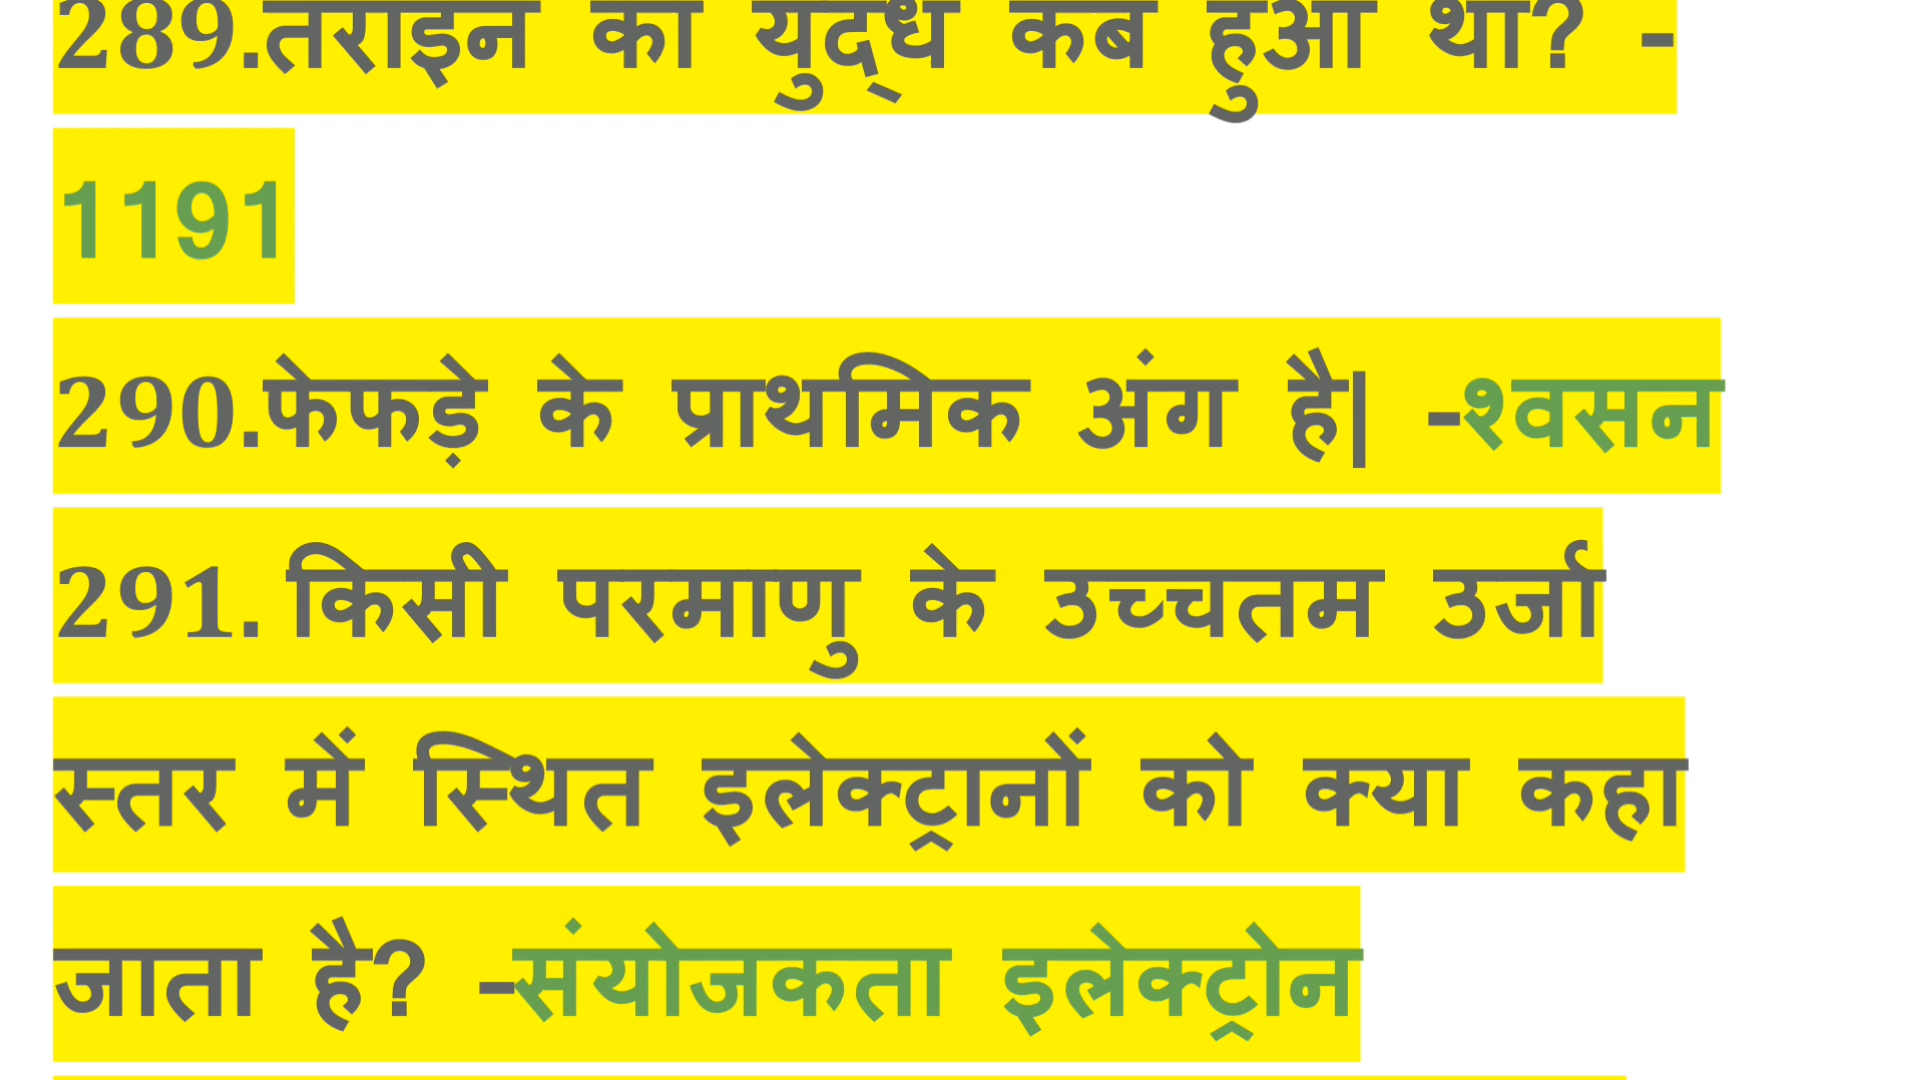 289.तराइन का युद्ध कब हुआ था? -
1191
290.फेफड़े के प्राथमिक अंग है| -श्वसन
291. किसी परमाणु के उच्चतम उर्जा
स्तर में स्थित इलेक्ट्रानों को क्या कहा
जाता है? -संयोजकता इलेक्ट्रोन